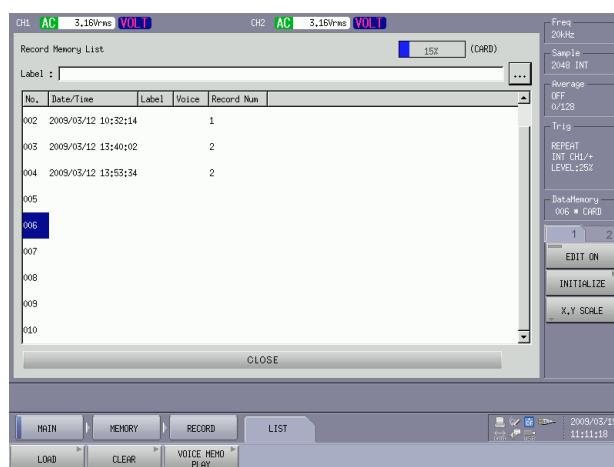 CH1 AC 3.16Vrms VOLT CH2 AC 3.16Vrms VOLT
Record Memory List 15% (CARD)
Label :
...
No. Date/Time Label Voice Record Num
002 2009/03/12 10:32:14 1
003 2009/03/12 13:40:02 2
004 2009/03/12 13:53:34 2
005
006
007
008
009
010
CLOSE
Freq
20kHz
Sample
2048 INT
Average
OFF
0/128
Trig
REPEAT
INT CH1/+
LEVEL:25%
DataMemory
006 * CARD
1 2
EDIT ON
INITIALIZE
X,Y SCALE
MAIN MEMORY RECORD LIST
2009/03/19
11:11:18
LOAD CLEAR VOICE MEMO
PLAY